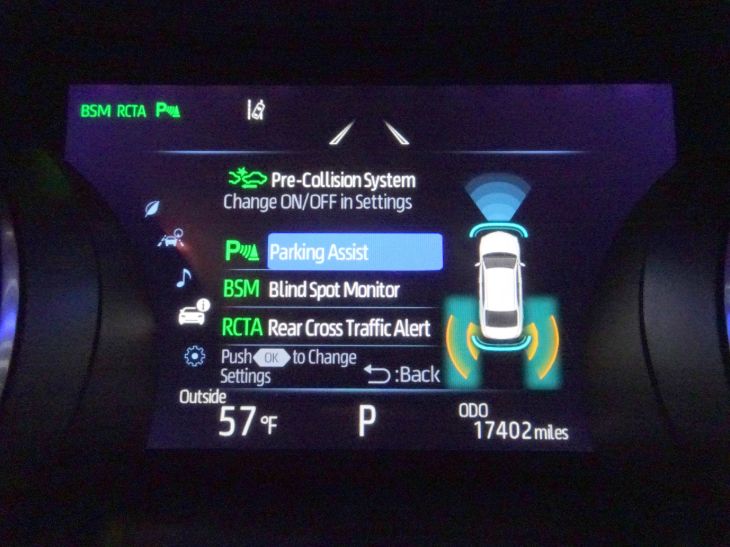 BSM RCTA P
Pre-Collision System
Change ON/OFF in Settings
P Parking Assist
BSM Blind Spot Monitor
RCTA Rear Cross Traffic Alert
Push OK to Change
Settings
:Back
Outside
57 °F
P
ODO
17402 miles